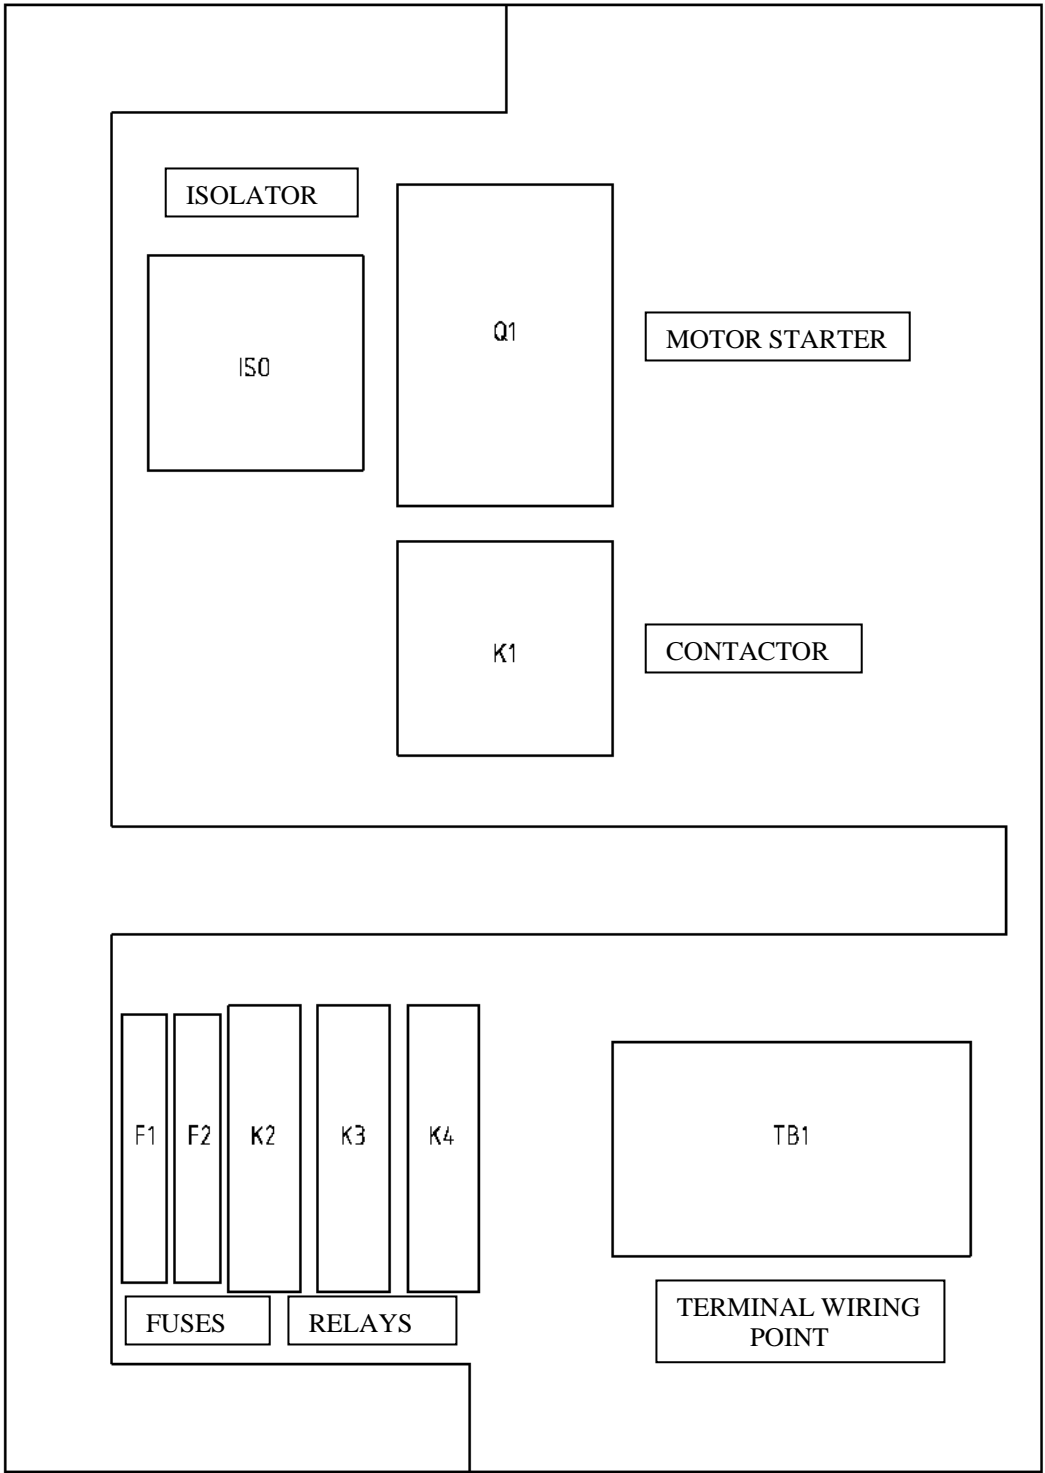 ISOLATOR
ISO
Q1
MOTOR STARTER
K1
CONTACTOR
F1
F2
K2
K3
K4
TB1
FUSES
RELAYS
TERMINAL WIRING
POINT